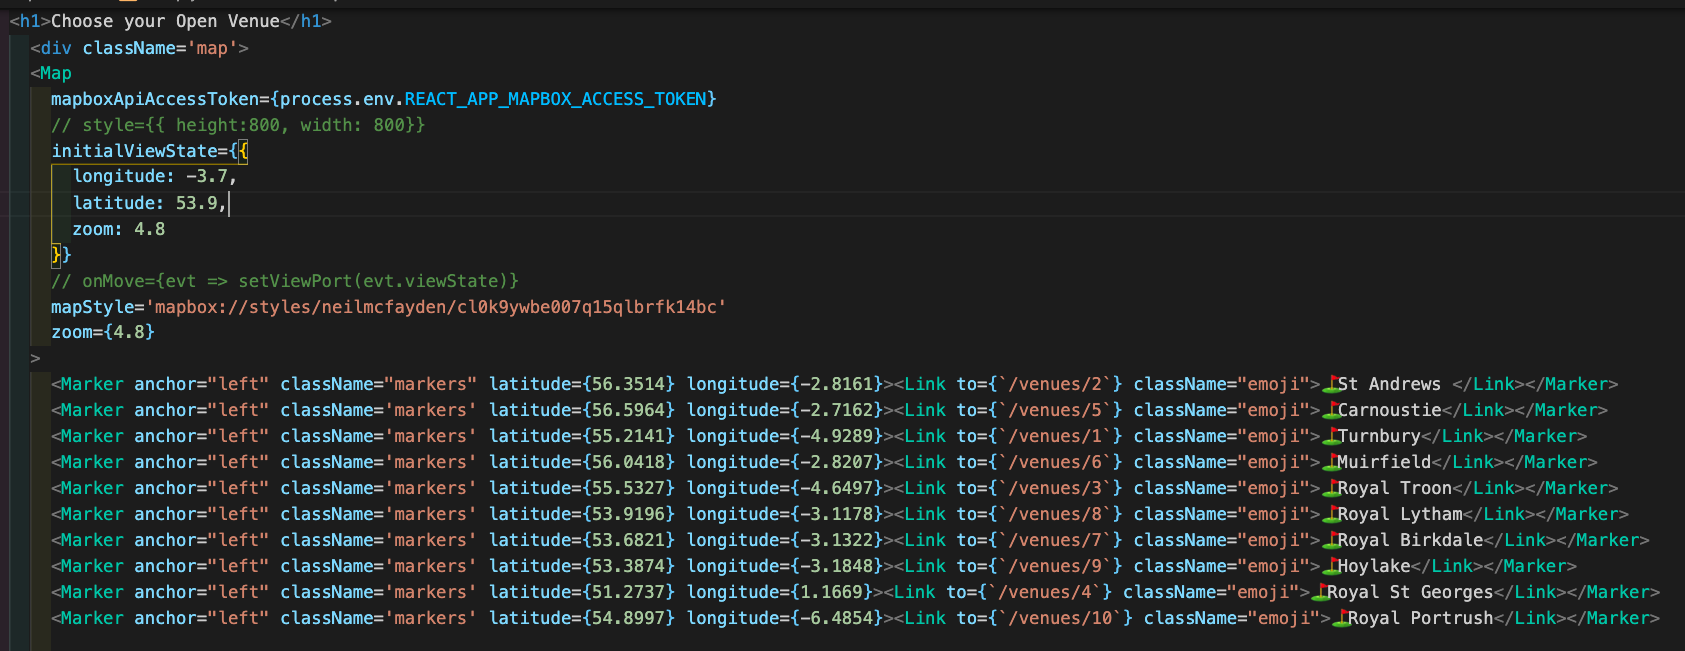 <h1>Choose your Open Venue</h1>
<div className='map'>
<Map
mapboxApiAccessToken={process.env.REACT_APP_MAPBOX_ACCESS_TOKEN}
// style={{ height:800, width: 800}}
initialViewState={{
longitude: -3.7,
latitude: 53.9,
zoom: 4.8
}}
// onMove={evt => setViewPort(evt.viewState)}
mapStyle='mapbox://styles/neilmcfayden/cl0k9ywbe007q15qlbrfk14bc'
zoom={4.8}
>
<Marker anchor="left" className="markers" latitude={56.3514} longitude={-2.8161}><Link to={`/venues/2`} className="emoji">⛳St Andrews </Link></Marker>
<Marker anchor="left" className='markers' latitude={56.5964} longitude={-2.7162}><Link to={`/venues/5`} className="emoji">⛳Carnoustie</Link></Marker>
<Marker anchor="left" className='markers' latitude={55.2141} longitude={-4.9289}><Link to={`/venues/1`} className="emoji">⛳Turnbury</Link></Marker>
<Marker anchor="left" className='markers' latitude={56.0418} longitude={-2.8207}><Link to={`/venues/6`} className="emoji">⛳Muirfield</Link></Marker>
<Marker anchor="left" className='markers' latitude={55.5327} longitude={-4.6497}><Link to={`/venues/3`} className="emoji">⛳Royal Troon</Link></Marker>
<Marker anchor="left" className='markers' latitude={53.9196} longitude={-3.1178}><Link to={`/venues/8`} className="emoji">⛳Royal Lytham</Link></Marker>
<Marker anchor="left" className='markers' latitude={53.6821} longitude={-3.1322}><Link to={`/venues/7`} className="emoji">⛳Royal Birkdale</Link></Marker>
<Marker anchor="left" className='markers' latitude={53.3874} longitude={-3.1848}><Link to={`/venues/9`} className="emoji">⛳Hoylake</Link></Marker>
<Marker anchor="left" className='markers' latitude={51.2737} longitude={1.1669}><Link to={`/venues/4`} className="emoji">⛳Royal St Georges</Link></Marker>
<Marker anchor="left" className='markers' latitude={54.8997} longitude={-6.4854}><Link to={`/venues/10`} className="emoji">⛳Royal Portrush</Link></Marker>